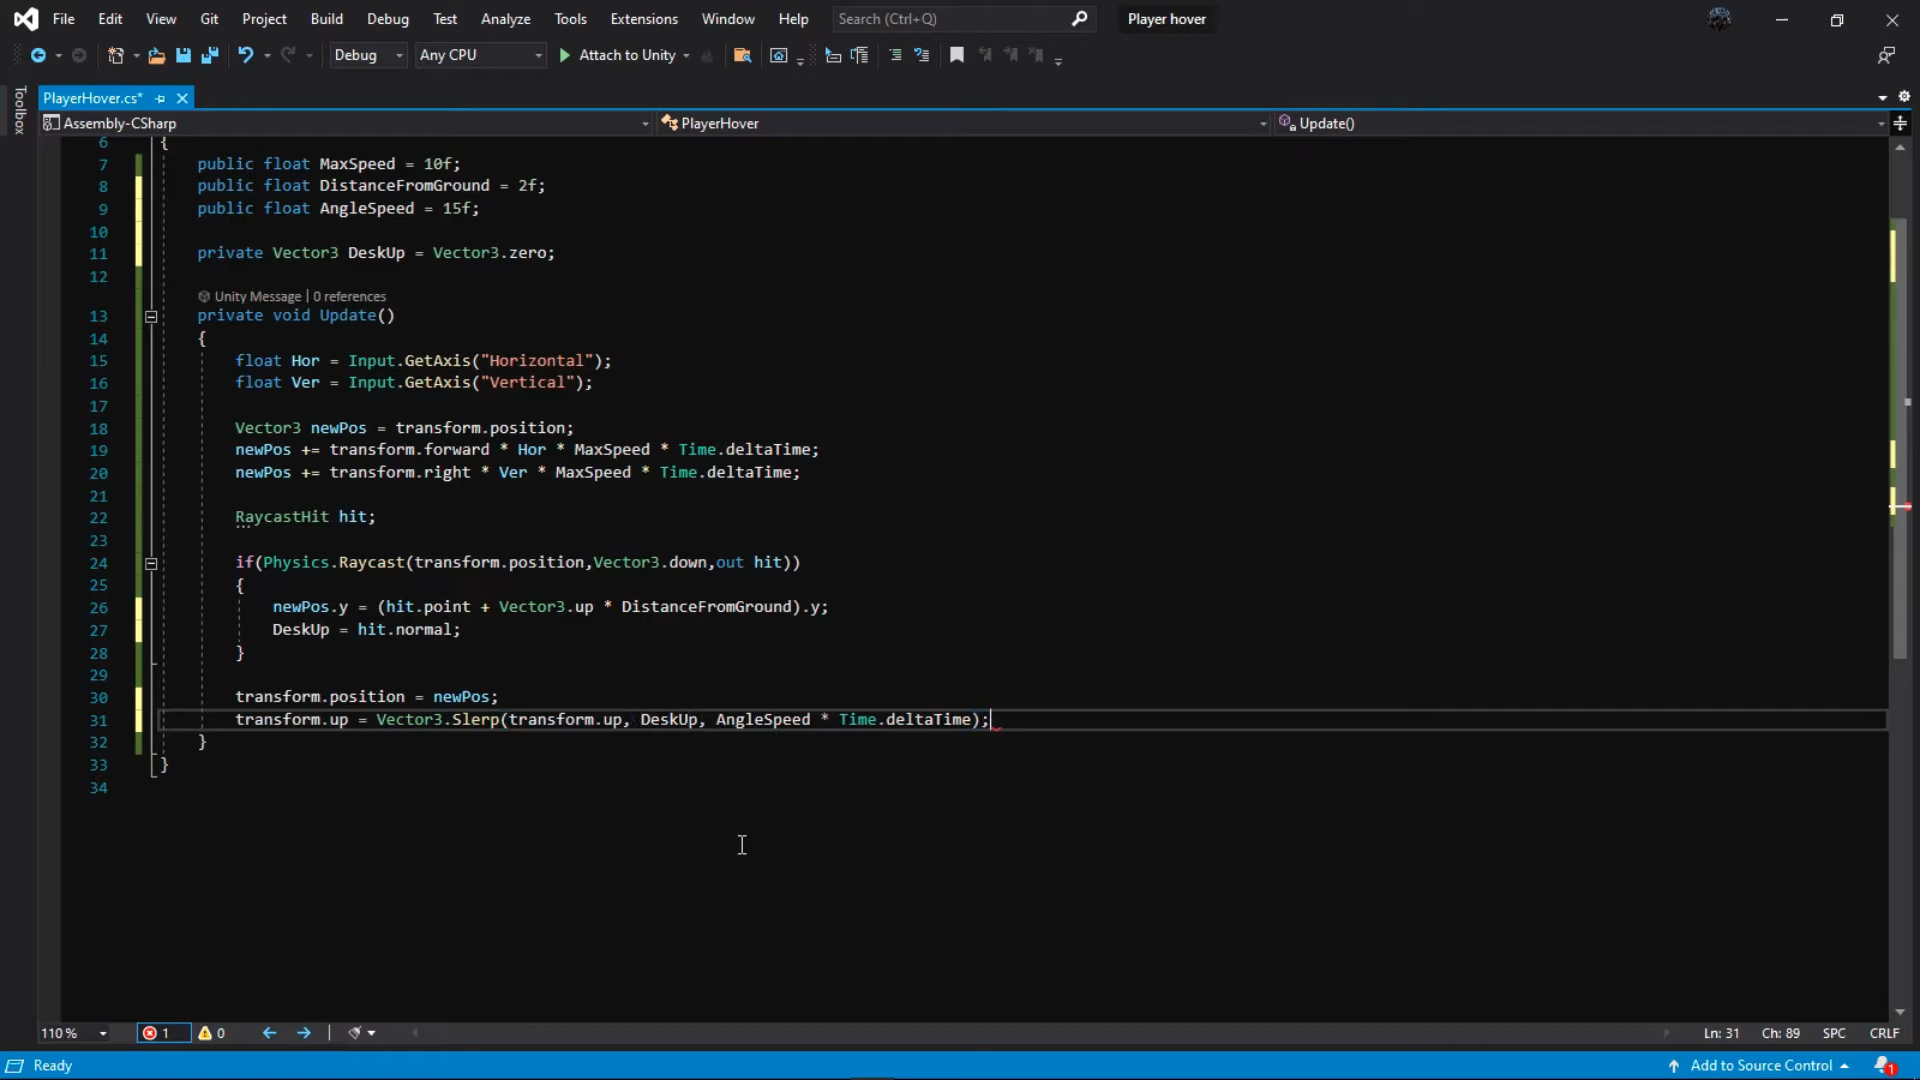 File Edit View Git Project Build Debug Test Analyze Tools Extensions Window Help Search (Ctrl+Q) Player hover
Debug Any CPU Attach to Unity
Toolbox
PlayerHover.cs*
Assembly-CSharp PlayerHover Update()
6 {
7 public float MaxSpeed = 10f;
8 public float DistanceFromGround = 2f;
9 public float AngleSpeed = 15f;
10
11 private Vector3 DeskUp = Vector3.zero;
12
Unity Message | 0 references
13 private void Update()
14 {
15 float Hor = Input.GetAxis("Horizontal");
16 float Ver = Input.GetAxis("Vertical");
17
18 Vector3 newPos = transform.position;
19 newPos += transform.forward * Hor * MaxSpeed * Time.deltaTime;
20 newPos += transform.right * Ver * MaxSpeed * Time.deltaTime;
21
22 RaycastHit hit;
23
24 if(Physics.Raycast(transform.position,Vector3.down,out hit))
25 {
26 newPos.y = (hit.point + Vector3.up * DistanceFromGround).y;
27 DeskUp = hit.normal;
28 }
29
30 transform.position = newPos;
31 transform.up = Vector3.Slerp(transform.up, DeskUp, AngleSpeed * Time.deltaTime);
32 }
33 }
34
110 % 1 0 Ln: 31 Ch: 89 SPC CRLF
Ready Add to Source Control 1